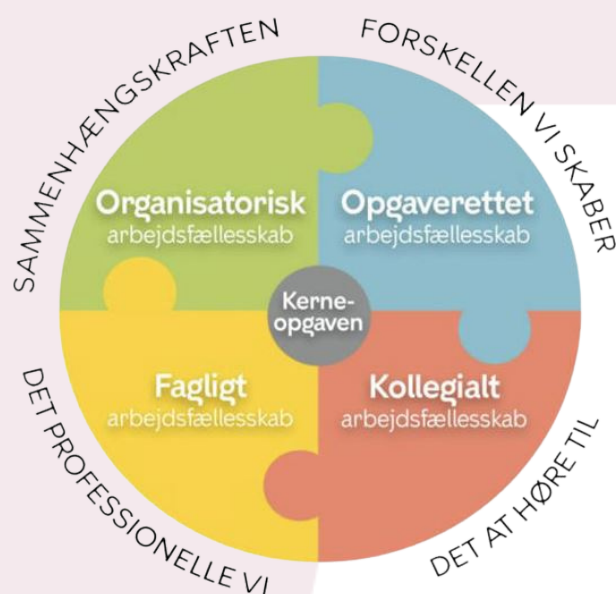 SAMMENHÆNGSKRAFTEN
FORSKELLEN VI SKABER
Organisatorisk
arbejdsfællesskab
Opgaverettet
arbejdsfællesskab
Kerne-
opgaven
Fagligt
arbejdsfællesskab
Kollegialt
arbejdsfællesskab
DET PROFESSIONELLE VI
DET AT HØRE TIL